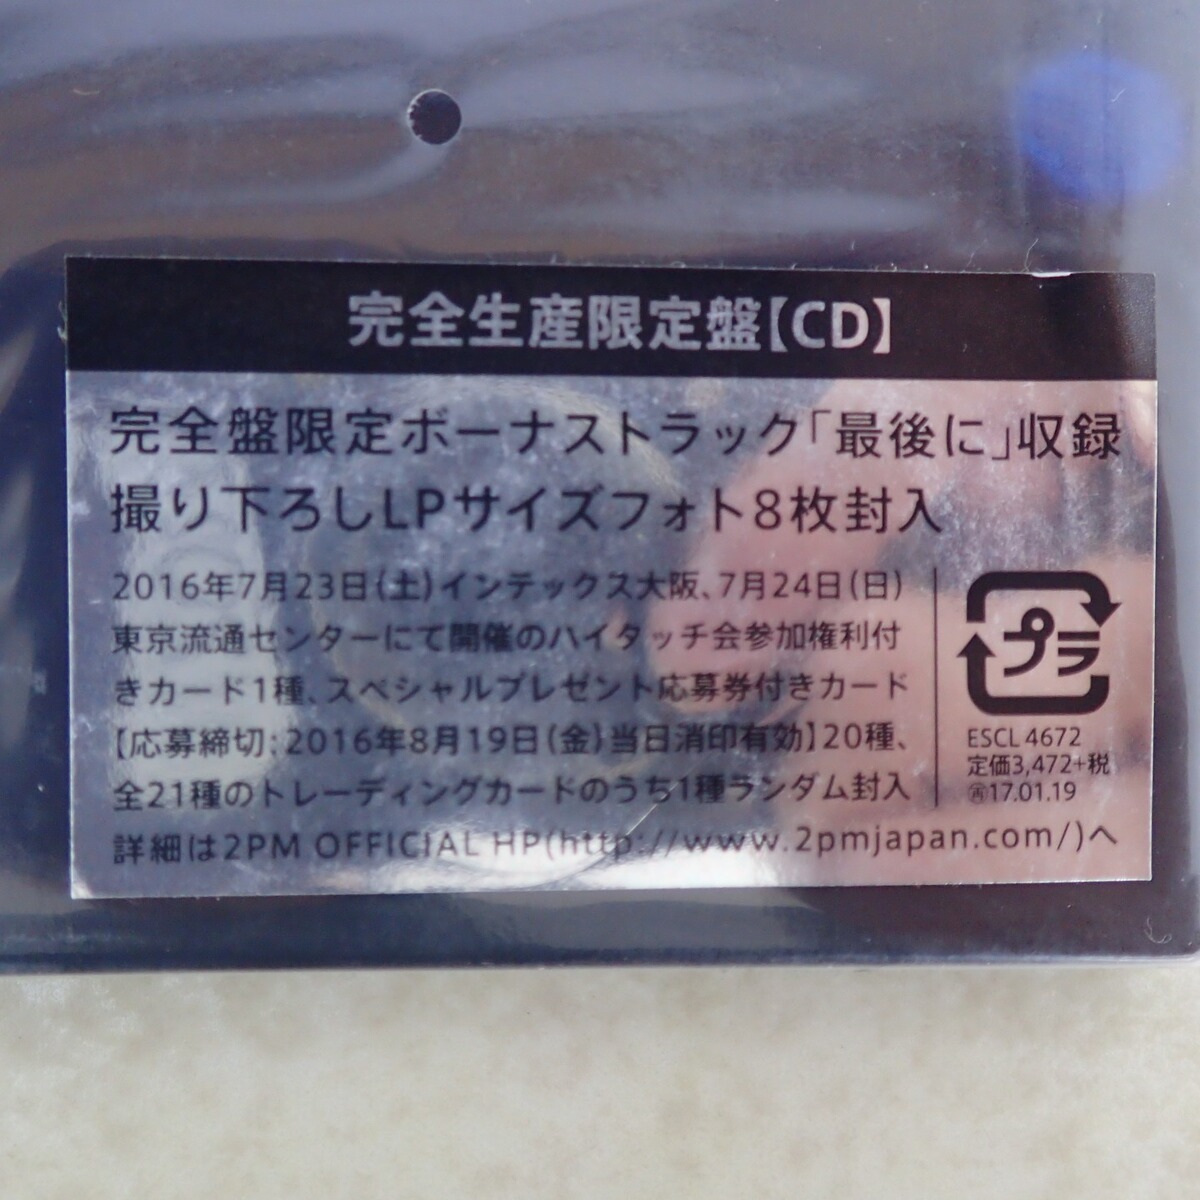 完全生産限定盤【CD】
完全盤限定ボーナストラック「最後に」収録
撮り下ろしLPサイズフォト8枚封入
2016年7月23日(土)インテックス大阪、7月24日(日)
東京流通センターにて開催のハイタッチ会参加権利付
きカード1種、スペシャルプレゼント応募券付きカード
【応募締切:2016年8月19日(金)当日消印有効】20種、
全21種のトレーディングカードのうち1種ランダム封入
詳細は2PM OFFICIAL HP(http://www.2pmjapan.com/)へ
プラ
ESCL 4672
定価3,472+税
㋐17.01.19